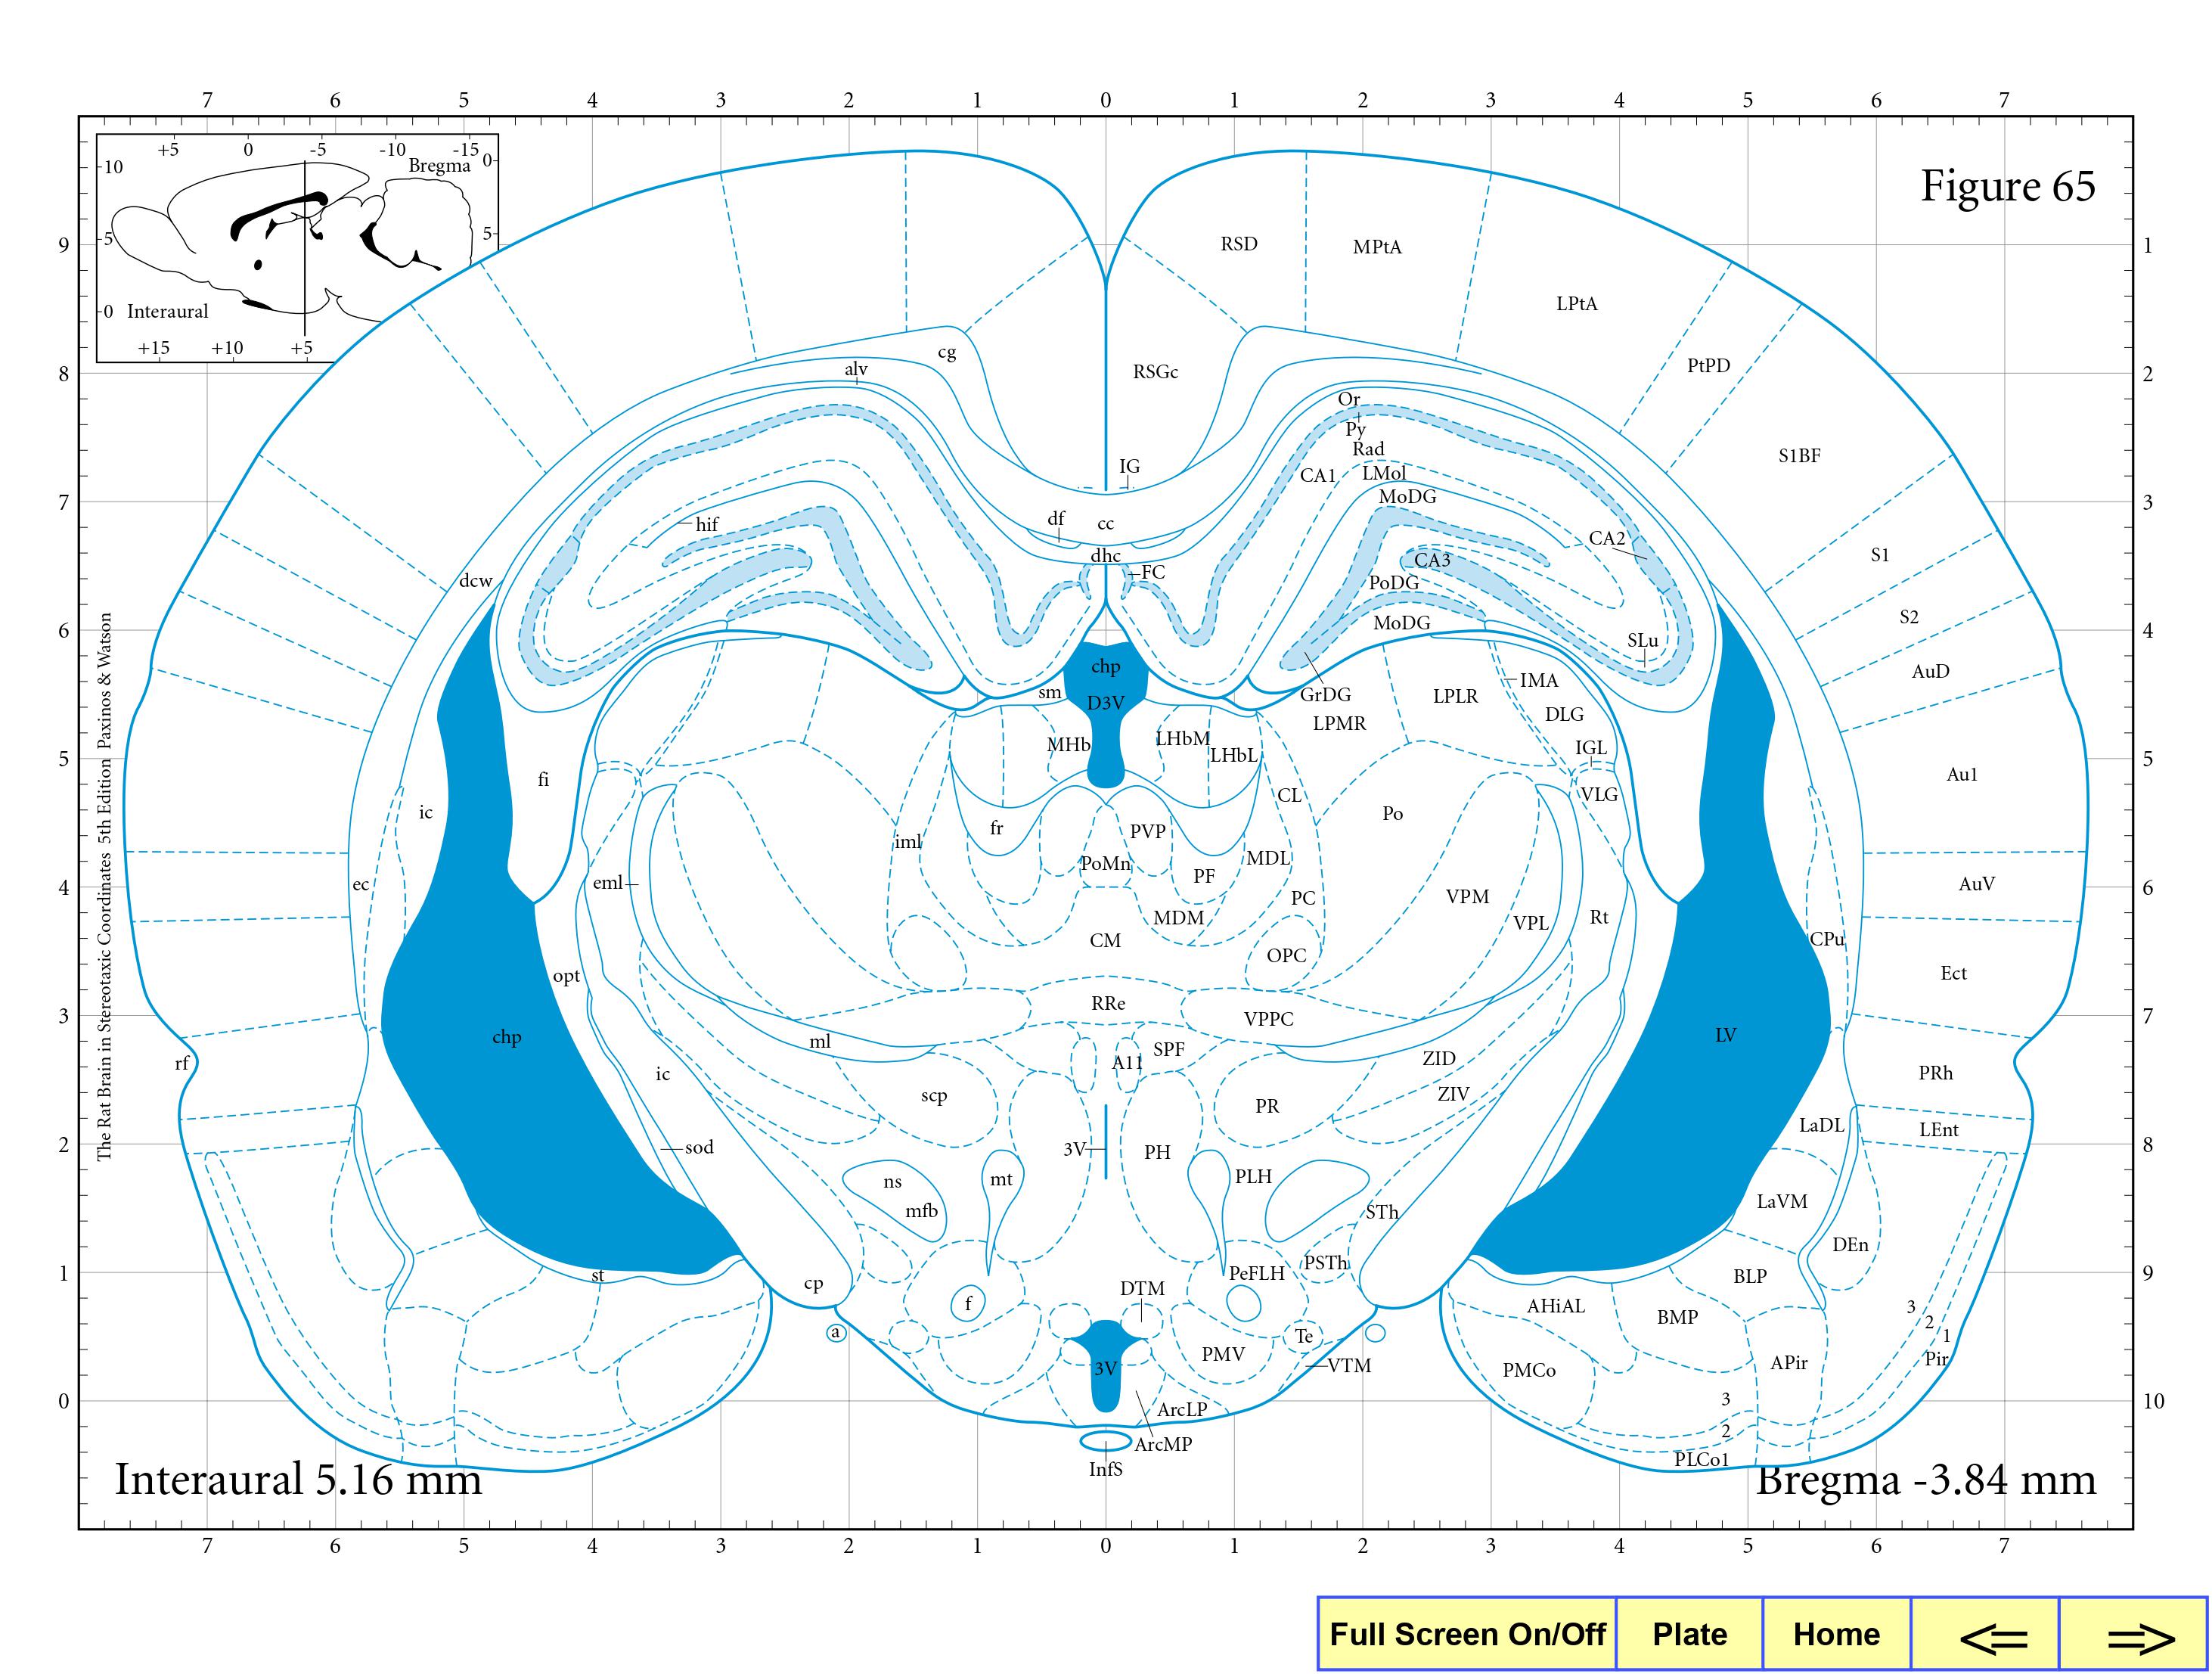 7 6 5 4 3 2 1 0 1 2 3 4 5 6 7
+5 0 -5 -10 -15
Bregma
0
10
5
5
0 Interaural
+15 +10 +5
Figure 65
9 RSD MPtA 1
LPtA
8 cg alv RSGc PtPD 2
Or
Py
Rad
IG CA1 LMol S1BF
7 MoDG 3
hif df cc CA2
dhc CA3 S1
dcw FC PoDG
6 MoDG S2 4
SLu
chp AuD
sm D3V GrDG LPLR IMA
LPMR DLG
MHb LHbM LHbL IGL
5 fi Au1 5
CL VLG
ic Po
iml fr PVP
PoMn MDL
4 ec eml PF AuV 6
PC VPM
MDM VPL Rt
CM CPu
OPC
opt Ect
3 RRe VPPC 7
chp ml A11 SPF LV
rf ic ZID PRh
scp PR ZIV
2 sod 3V PH LaDL LEnt 8
ns mt PLH LaVM
mfb STh
DEn
1 st cp PeFLH PSTh BLP 9
DTM
f AHiAL BMP 3
2
a Te 1
PMV VTM Pir
3V PMCo APir
0 ArcLP 3 10
2
ArcMP
InfS PLCo1
Interaural 5.16 mm
Bregma -3.84 mm
7 6 5 4 3 2 1 0 1 2 3 4 5 6 7
The Rat Brain in Stereotaxic Coordinates 5th Edition Paxinos & Watson
Full Screen On/Off Plate Home <= =>